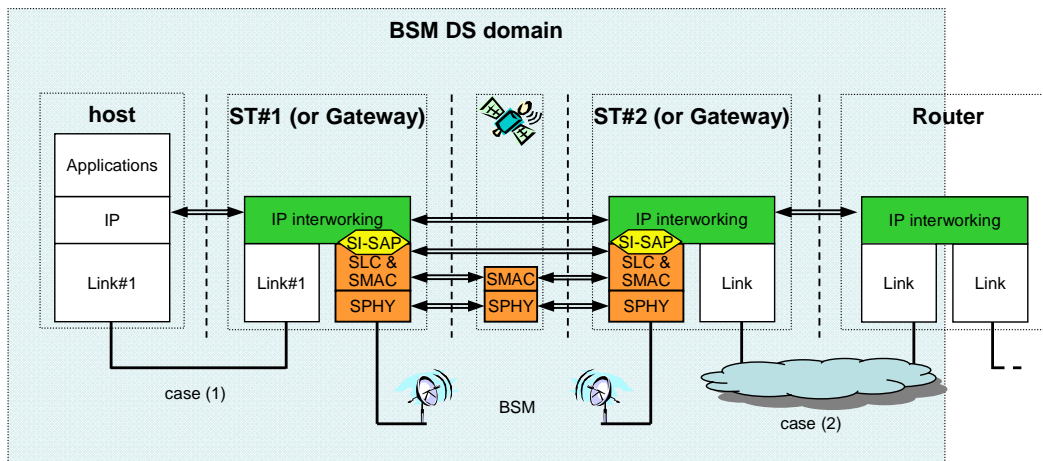 BSM DS domain
host
ST#1 (or Gateway)
ST#2 (or Gateway)
Router
Applications
IP
Link#1
IP interworking
SI-SAP
Link#1
SLC &
SMAC
SPHY
SMAC
SPHY
IP interworking
SI-SAP
SLC &
SMAC
SPHY
Link
IP interworking
Link
Link
case (1)
BSM
case (2)